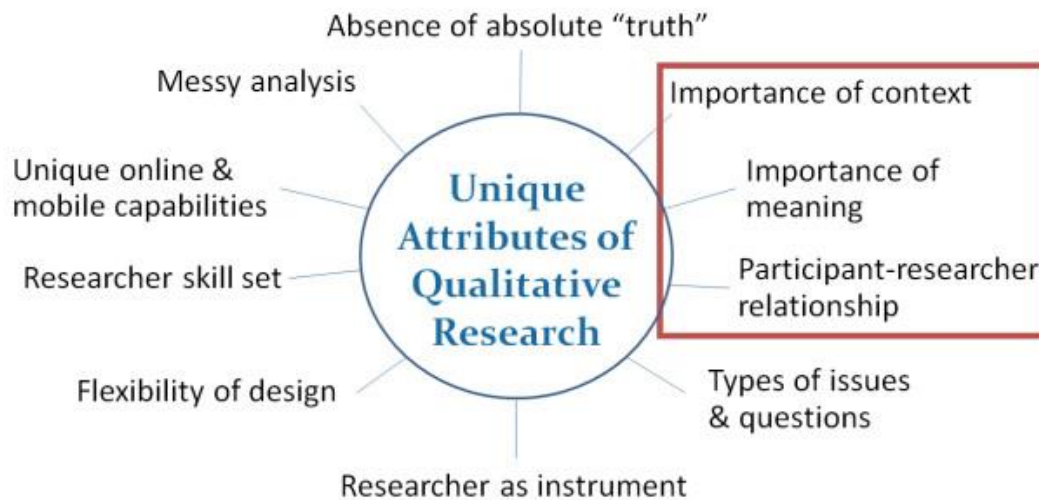 Absence of absolute “truth”
Importance of context
Importance of
meaning
Participant-researcher
relationship
Types of issues
& questions
Researcher as instrument
Flexibility of design
Researcher skill set
Unique online &
mobile capabilities
Messy analysis
Unique
Attributes of
Qualitative
Research